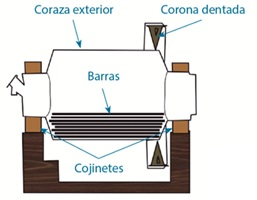 Coraza exterior
Corona dentada
Barras
Cojinetes